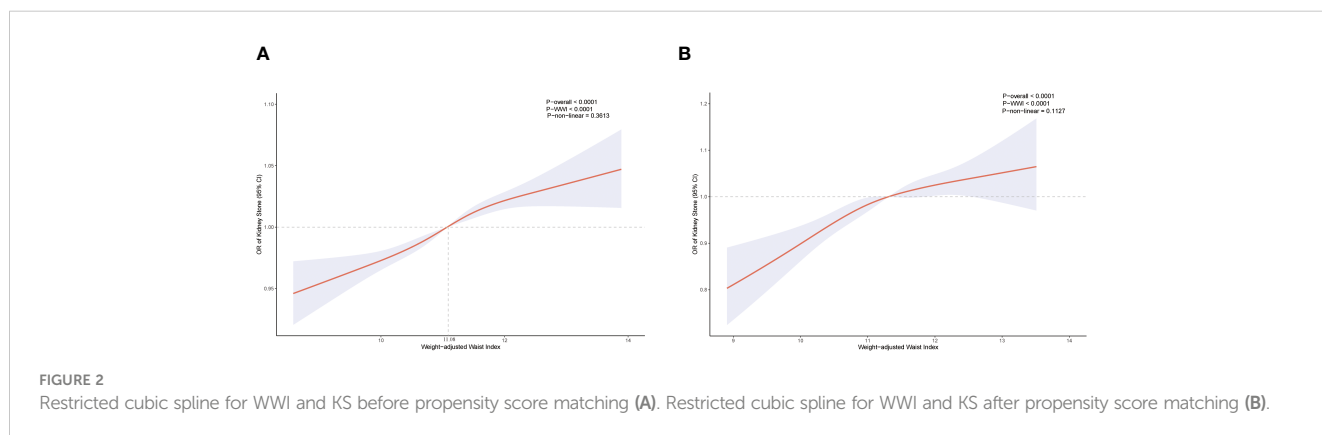 A
P-overall < 0.0001
P-WWI < 0.0001
P-non-linear = 0.3613
OR of Kidney Stone (95% CI)
1.10
1.05
1.00
0.95
10
11.09
12
14
Weight-adjusted Waist Index
B
P-overall < 0.0001
P-WWI < 0.0001
P-non-linear = 0.1127
OR of Kidney Stone (95% CI)
1.2
1.1
1.0
0.9
0.8
9
10
11
12
13
14
Weight-adjusted Waist Index
FIGURE 2
Restricted cubic spline for WWI and KS before propensity score matching (A). Restricted cubic spline for WWI and KS after propensity score matching (B).